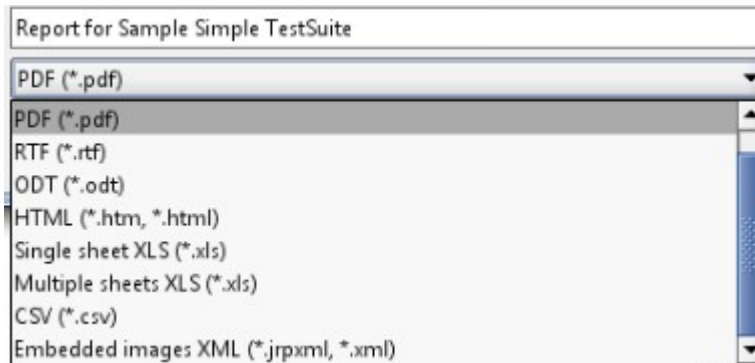 Report for Sample Simple TestSuite
PDF (*.pdf)
PDF (*.pdf)
RTF (*.rtf)
ODT (*.odt)
HTML (*.htm, *.html)
Single sheet XLS (*.xls)
Multiple sheets XLS (*.xls)
CSV (*.csv)
Embedded images XML (*.jrpxml, *.xml)